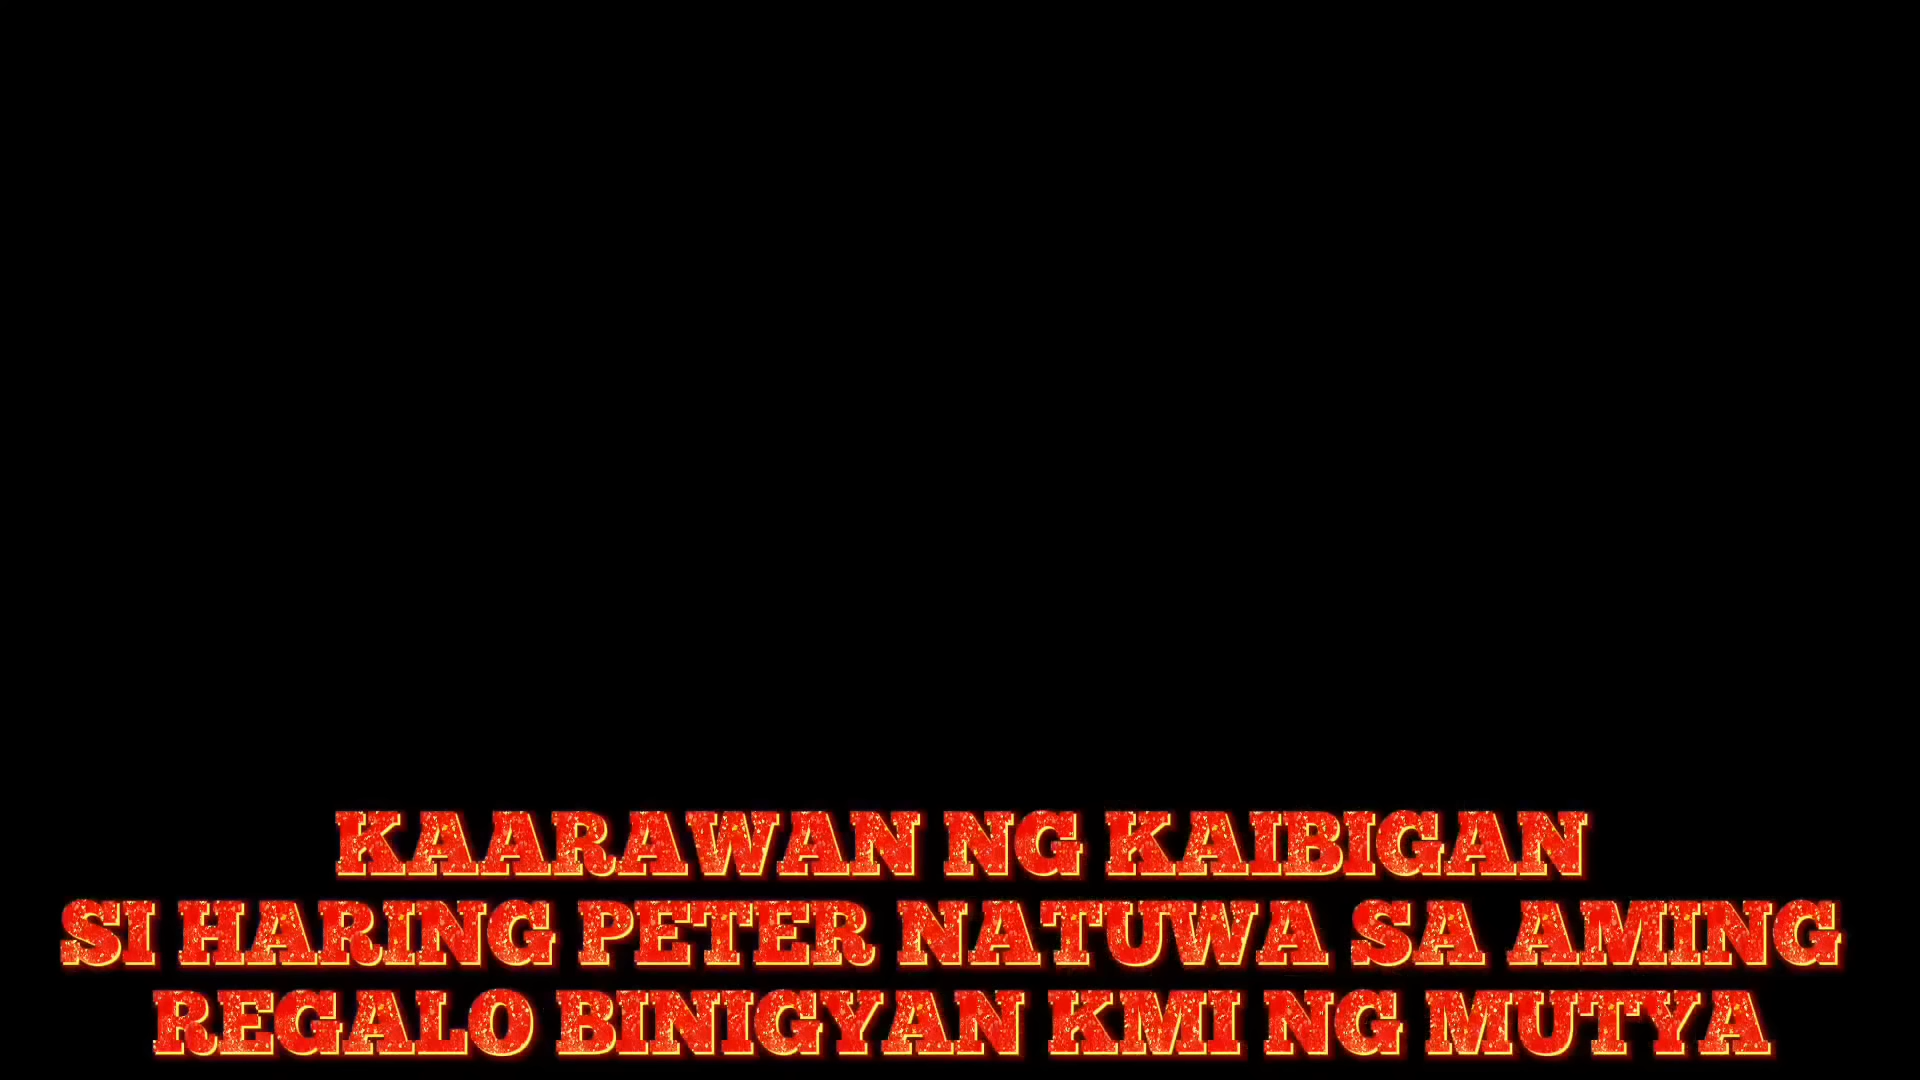 KAARAWAN NG KAIBIGAN
SI HARING PETER NATUWA SA AMING
REGALO BINIGYAN KMI NG MUTYA